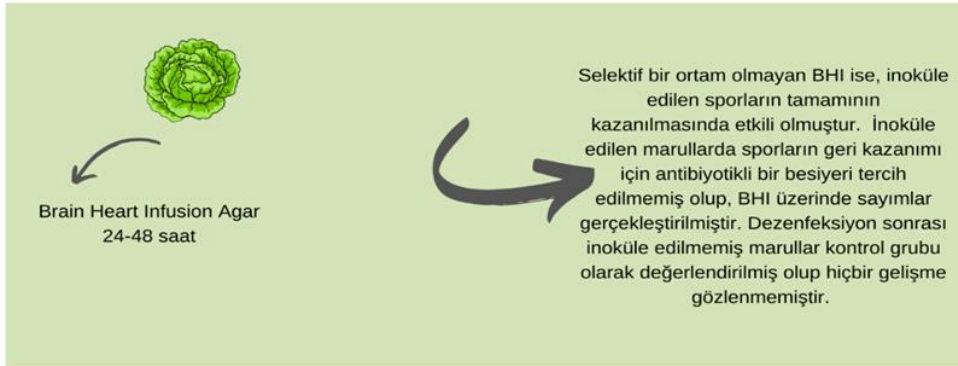 Brain Heart Infusion Agar
24-48 saat
Selektif bir ortam olmayan BHI ise, inoküle
edilen sporların tamamının
kazanılmasında etkili olmuştur.  İnoküle
edilen marullarda sporların geri kazanımı
için antibiyotikli bir besiyeri tercih
edilmemiş olup, BHI üzerinde sayımlar
gerçekleştirilmiştir. Dezenfeksiyon sonrası
inoküle edilmemiş marullar kontrol grubu
olarak değerlendirilmiş olup hiçbir gelişme
gözlenmemiştir.